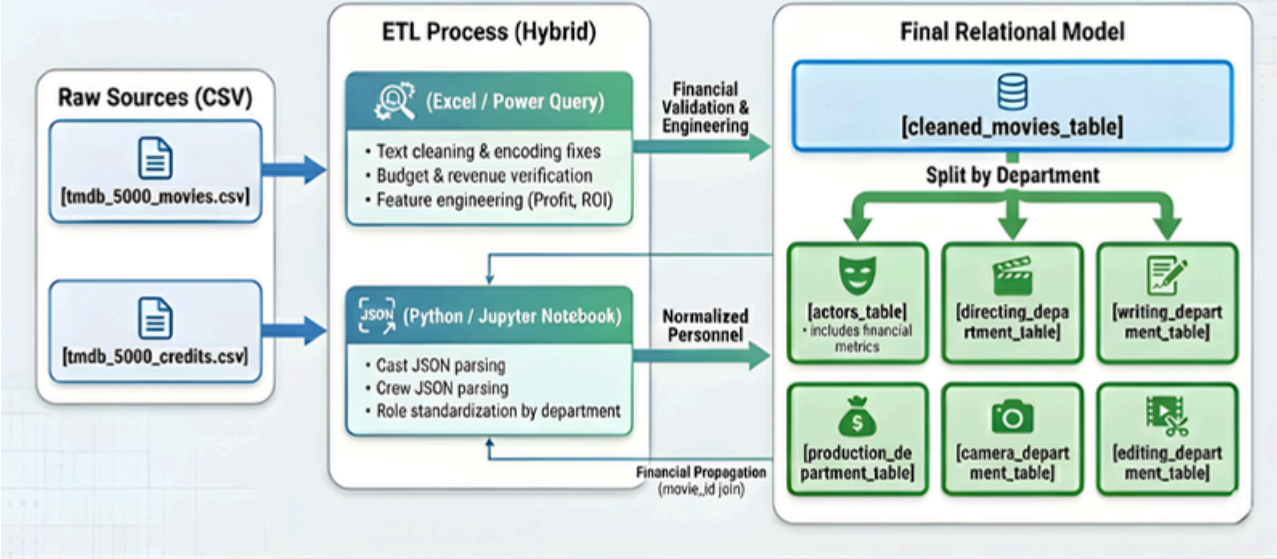 Raw Sources (CSV)
[tmdb_5000_movies.csv]
[tmdb_5000_credits.csv]
ETL Process (Hybrid)
(Excel / Power Query)
• Text cleaning & encoding fixes
• Budget & revenue verification
• Feature engineering (Profit, ROI)
JSON
(Python / Jupyter Notebook)
• Cast JSON parsing
• Crew JSON parsing
• Role standardization by department
Financial
Validation &
Engineering
Normalized
Personnel
Financial Propagation
(movie_id join)
Final Relational Model
[cleaned_movies_table]
Split by Department
[actors_table]
• includes financial
metrics
[directing_depa
rtment_table]
[writing_depart
ment_table]
$
[production_de
partment_table]
[camera_depart
ment_table]
[editing_depart
ment_table]